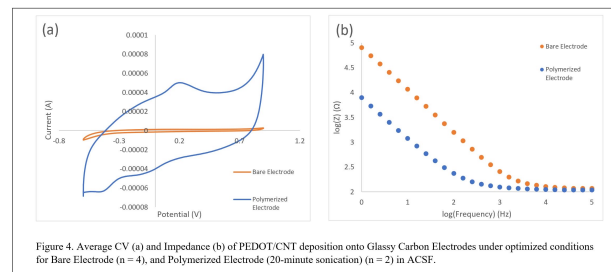 (a)
0.0001
0.00008
0.00006
0.00004
0.00002
0
-0.00002
-0.00004
-0.00006
-0.00008
-0.8 -0.3 0.2 0.7 1.2
Current (A)
Potential (V)
Bare Electrode
Polymerized
Electrode
(b)
5
4.5
4
3.5
3
2.5
2
log(Z) (Ω)
0 1 2 3 4 5
log(Frequency) (Hz)
Bare Electrode
Polymerized
Electrode
Figure 4. Average CV (a) and Impedance (b) of PEDOT/CNT deposition onto Glassy Carbon Electrodes under optimized conditions
for Bare Electrode (n = 4), and Polymerized Electrode (20-minute sonication) (n = 2) in ACSF.